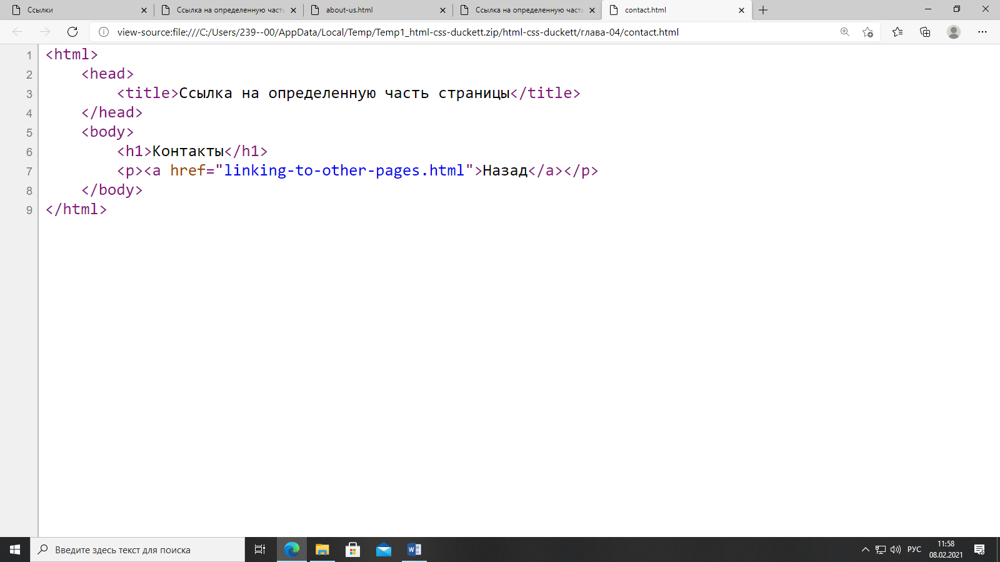 Ссылки
Ссылка на определенную часть
about-us.html
Ссылка на определенную часть
contact.html
view-source:file:///C:/Users/239--00/AppData/Local/Temp/Temp1_html-css-duckett.zip/html-css-duckett/глава-04/contact.html
1 <html>
2 <head>
3 <title>Ссылка на определенную часть страницы</title>
4 </head>
5 <body>
6 <h1>Контакты</h1>
7 <p><a href="linking-to-other-pages.html">Назад</a></p>
8 </body>
9 </html>
Введите здесь текст для поиска
РУС
11:58
08.02.2021